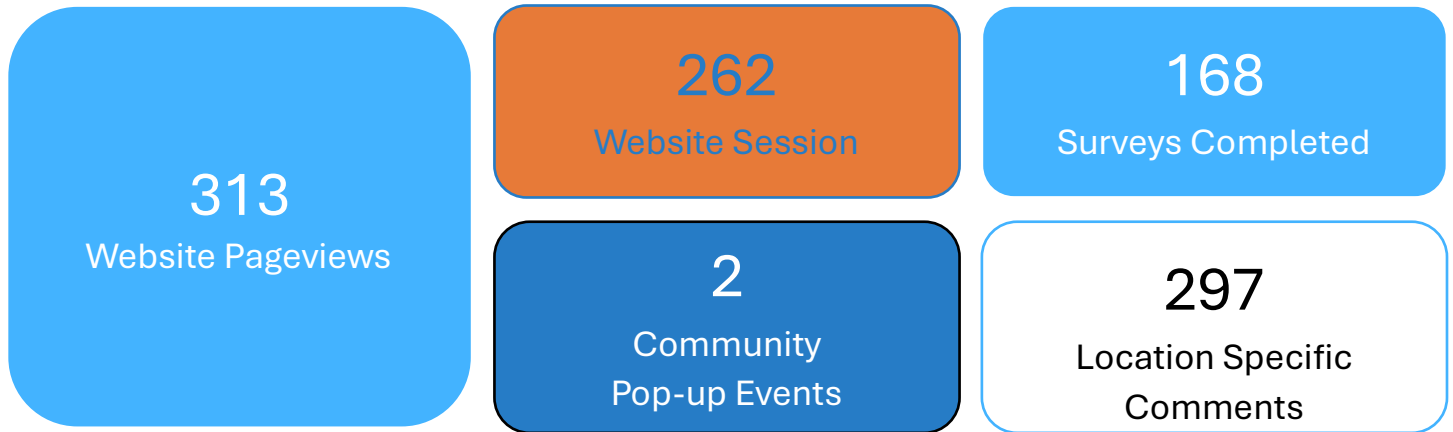 313
Website Pageviews
262
Website Session
168
Surveys Completed
2
Community
Pop-up Events
297
Location Specific
Comments